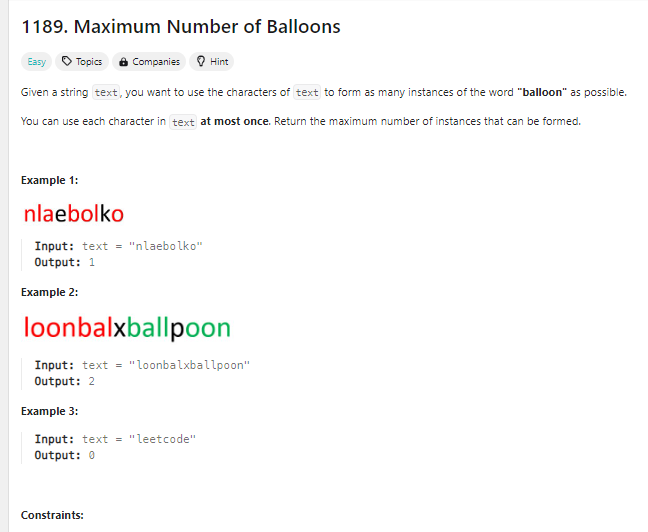 1189. Maximum Number of Balloons
Easy Topics Companies Hint
Given a string text, you want to use the characters of text to form as many instances of the word "balloon" as possible.
You can use each character in text at most once. Return the maximum number of instances that can be formed.
Example 1:
nlaebolko
Input: text = "nlaebolko"
Output: 1
Example 2:
loonbalxballpoon
Input: text = "loonbalxballpoon"
Output: 2
Example 3:
Input: text = "leetcode"
Output: 0
Constraints: